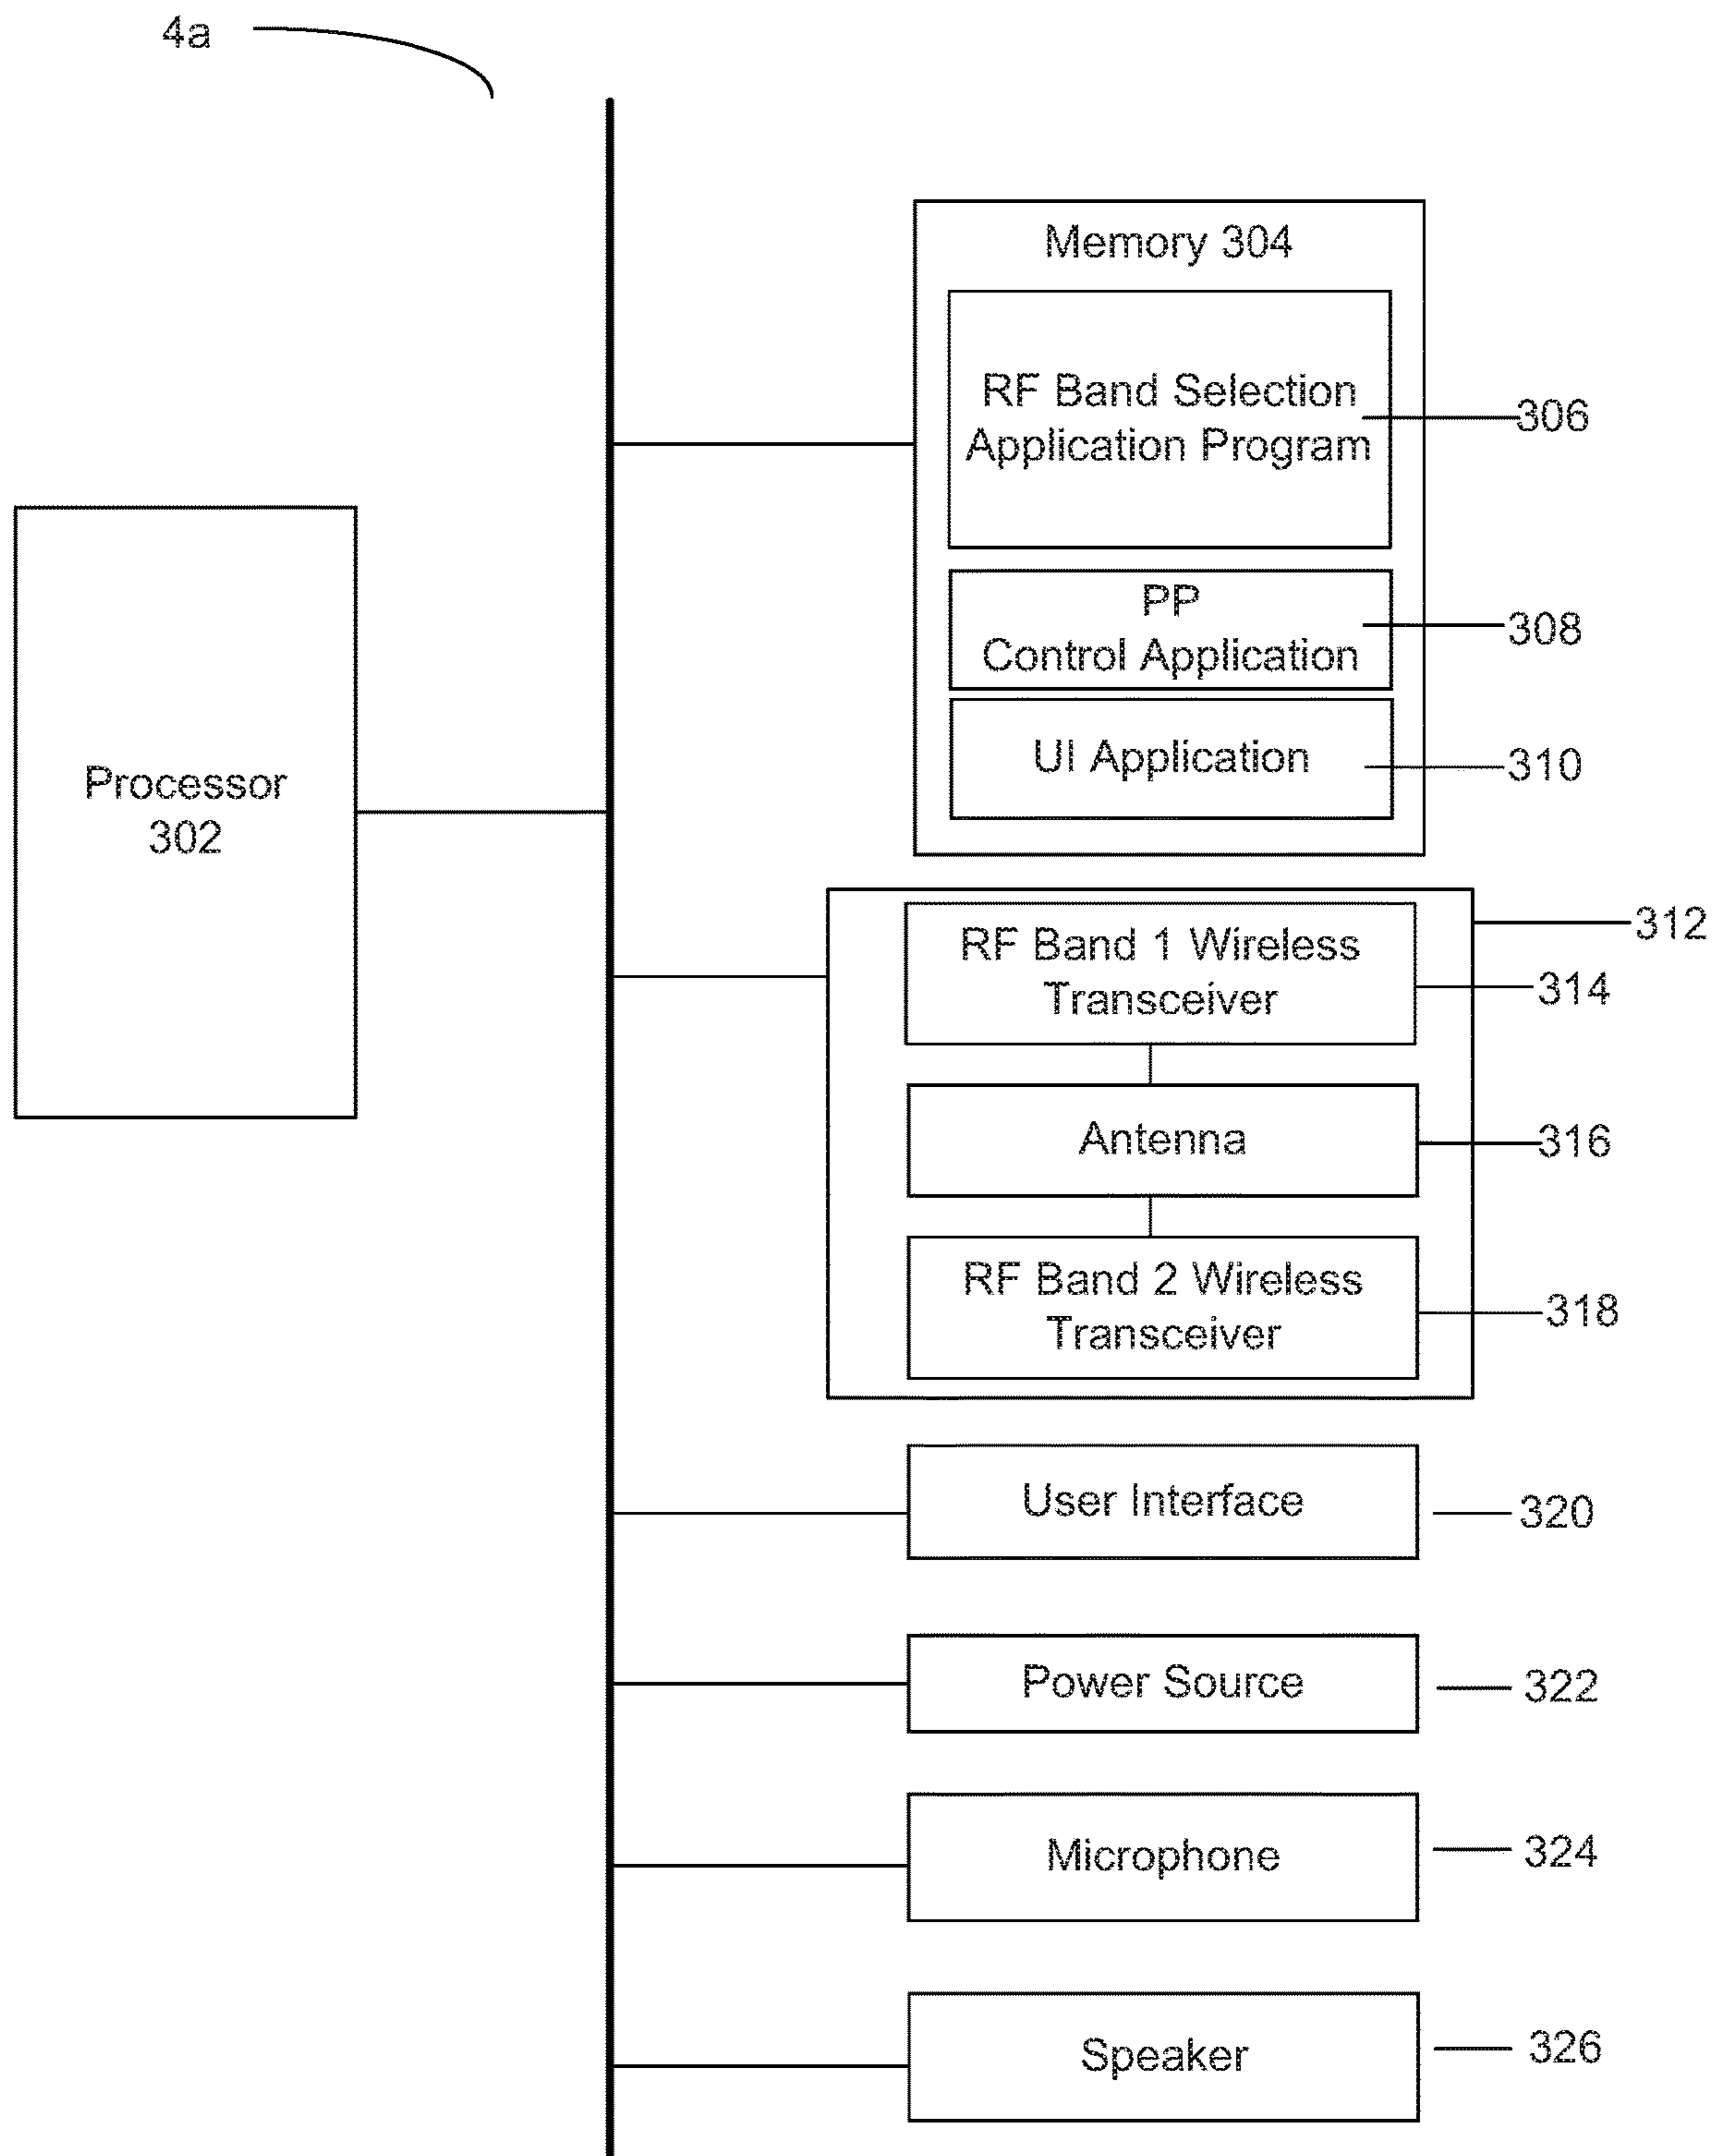 4a
Memory 304
RF Band Selection
Application Program
306
PP
Control Application
308
UI Application
310
Processor
302
312
RF Band 1 Wireless
Transceiver
314
Antenna
316
RF Band 2 Wireless
Transceiver
318
User Interface
320
Power Source
322
Microphone
324
Speaker
326